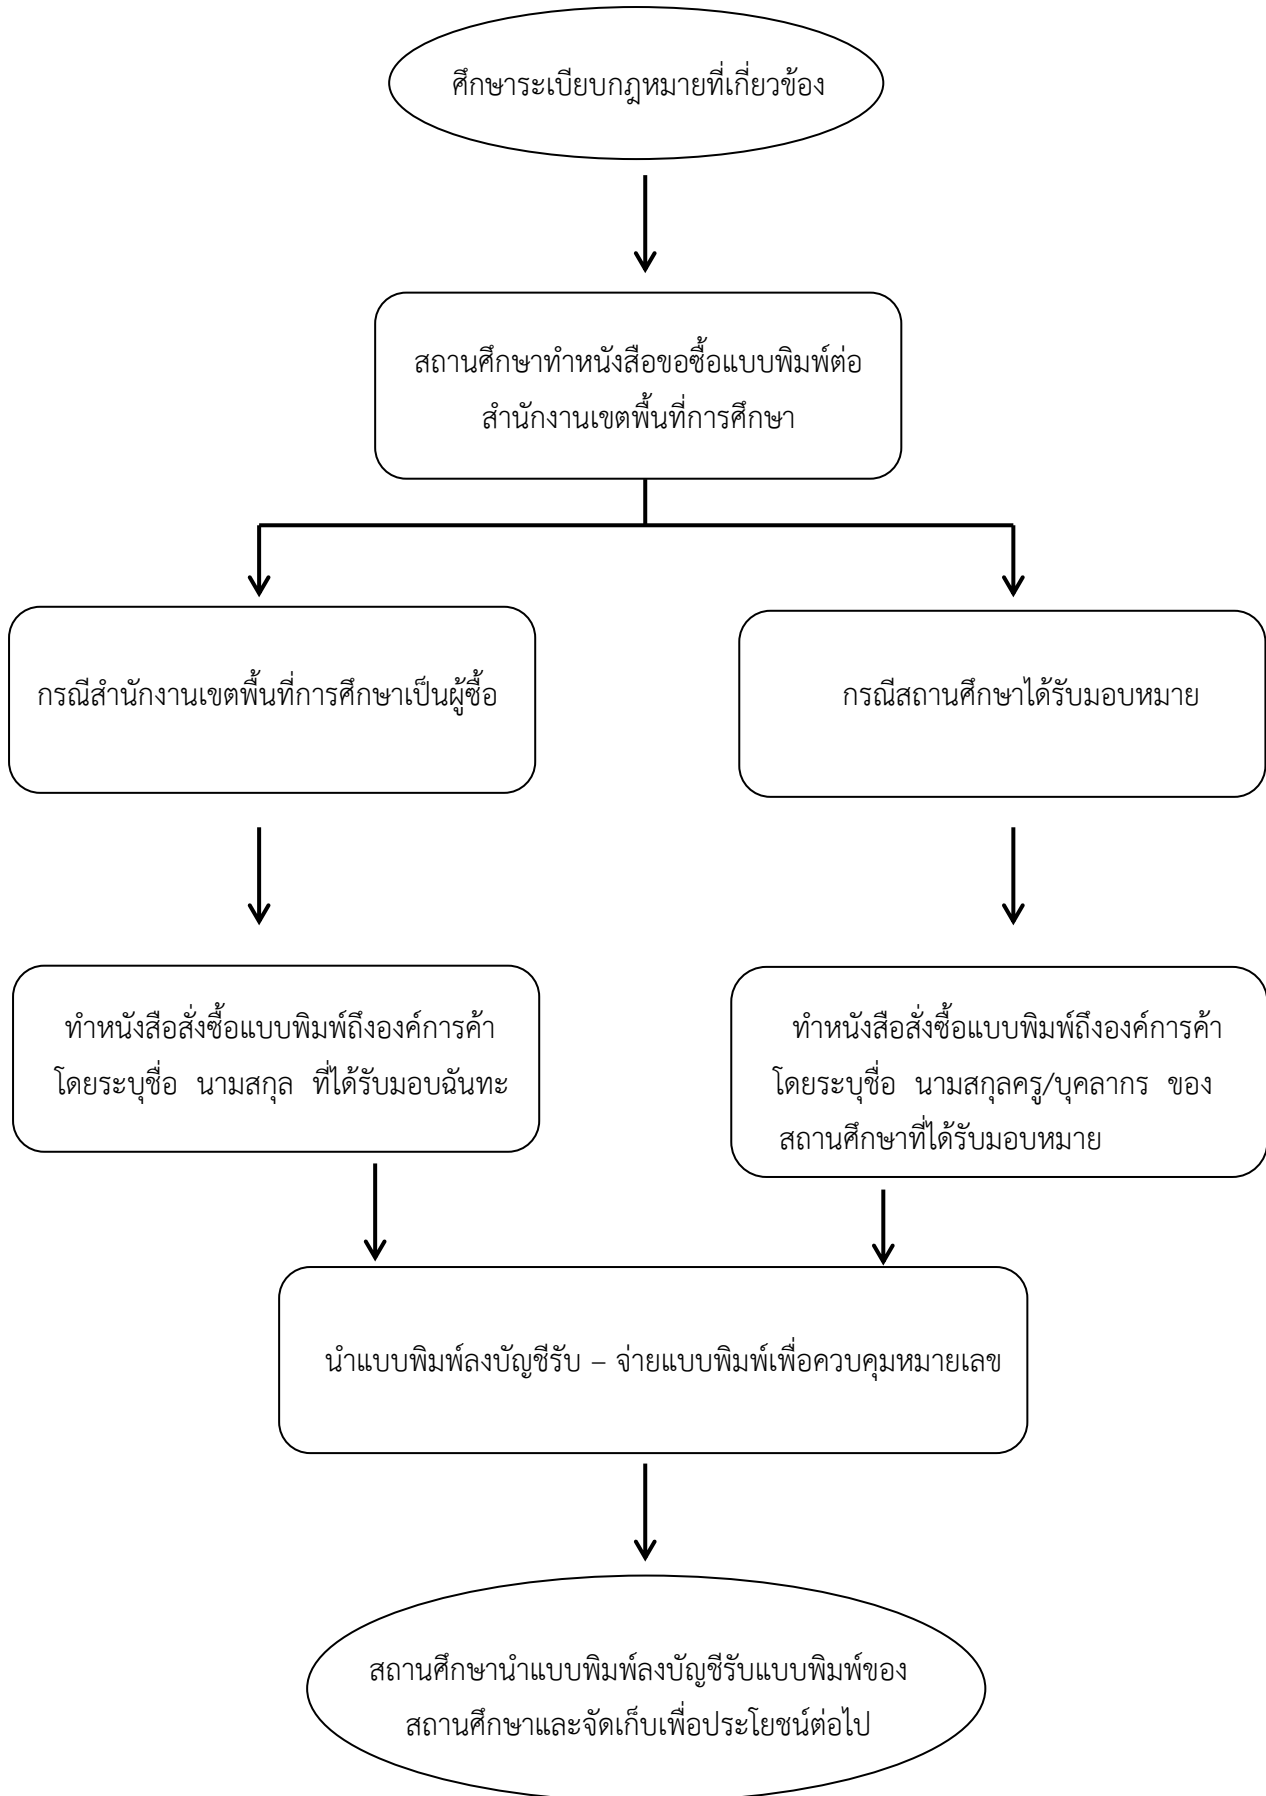 ศึกษาระเบียบกฎหมายที่เกี่ยวข้อง
สถานศึกษาทำหนังสือขอซื้อแบบพิมพ์ต่อ
สำนักงานเขตพื้นที่การศึกษา
กรณีสำนักงานเขตพื้นที่การศึกษาเป็นผู้ซื้อ
กรณีสถานศึกษาได้รับมอบหมาย
ทำหนังสือสั่งซื้อแบบพิมพ์ถึงองค์การค้า
โดยระบุชื่อ นามสกุล ที่ได้รับมอบฉันทะ
ทำหนังสือสั่งซื้อแบบพิมพ์ถึงองค์การค้า
โดยระบุชื่อ นามสกุลครู/บุคลากร ของ
สถานศึกษาที่ได้รับมอบหมาย
นำแบบพิมพ์ลงบัญชีรับ – จ่ายแบบพิมพ์เพื่อควบคุมหมายเลข
สถานศึกษานำแบบพิมพ์ลงบัญชีรับแบบพิมพ์ของ
สถานศึกษาและจัดเก็บเพื่อประโยชน์ต่อไป